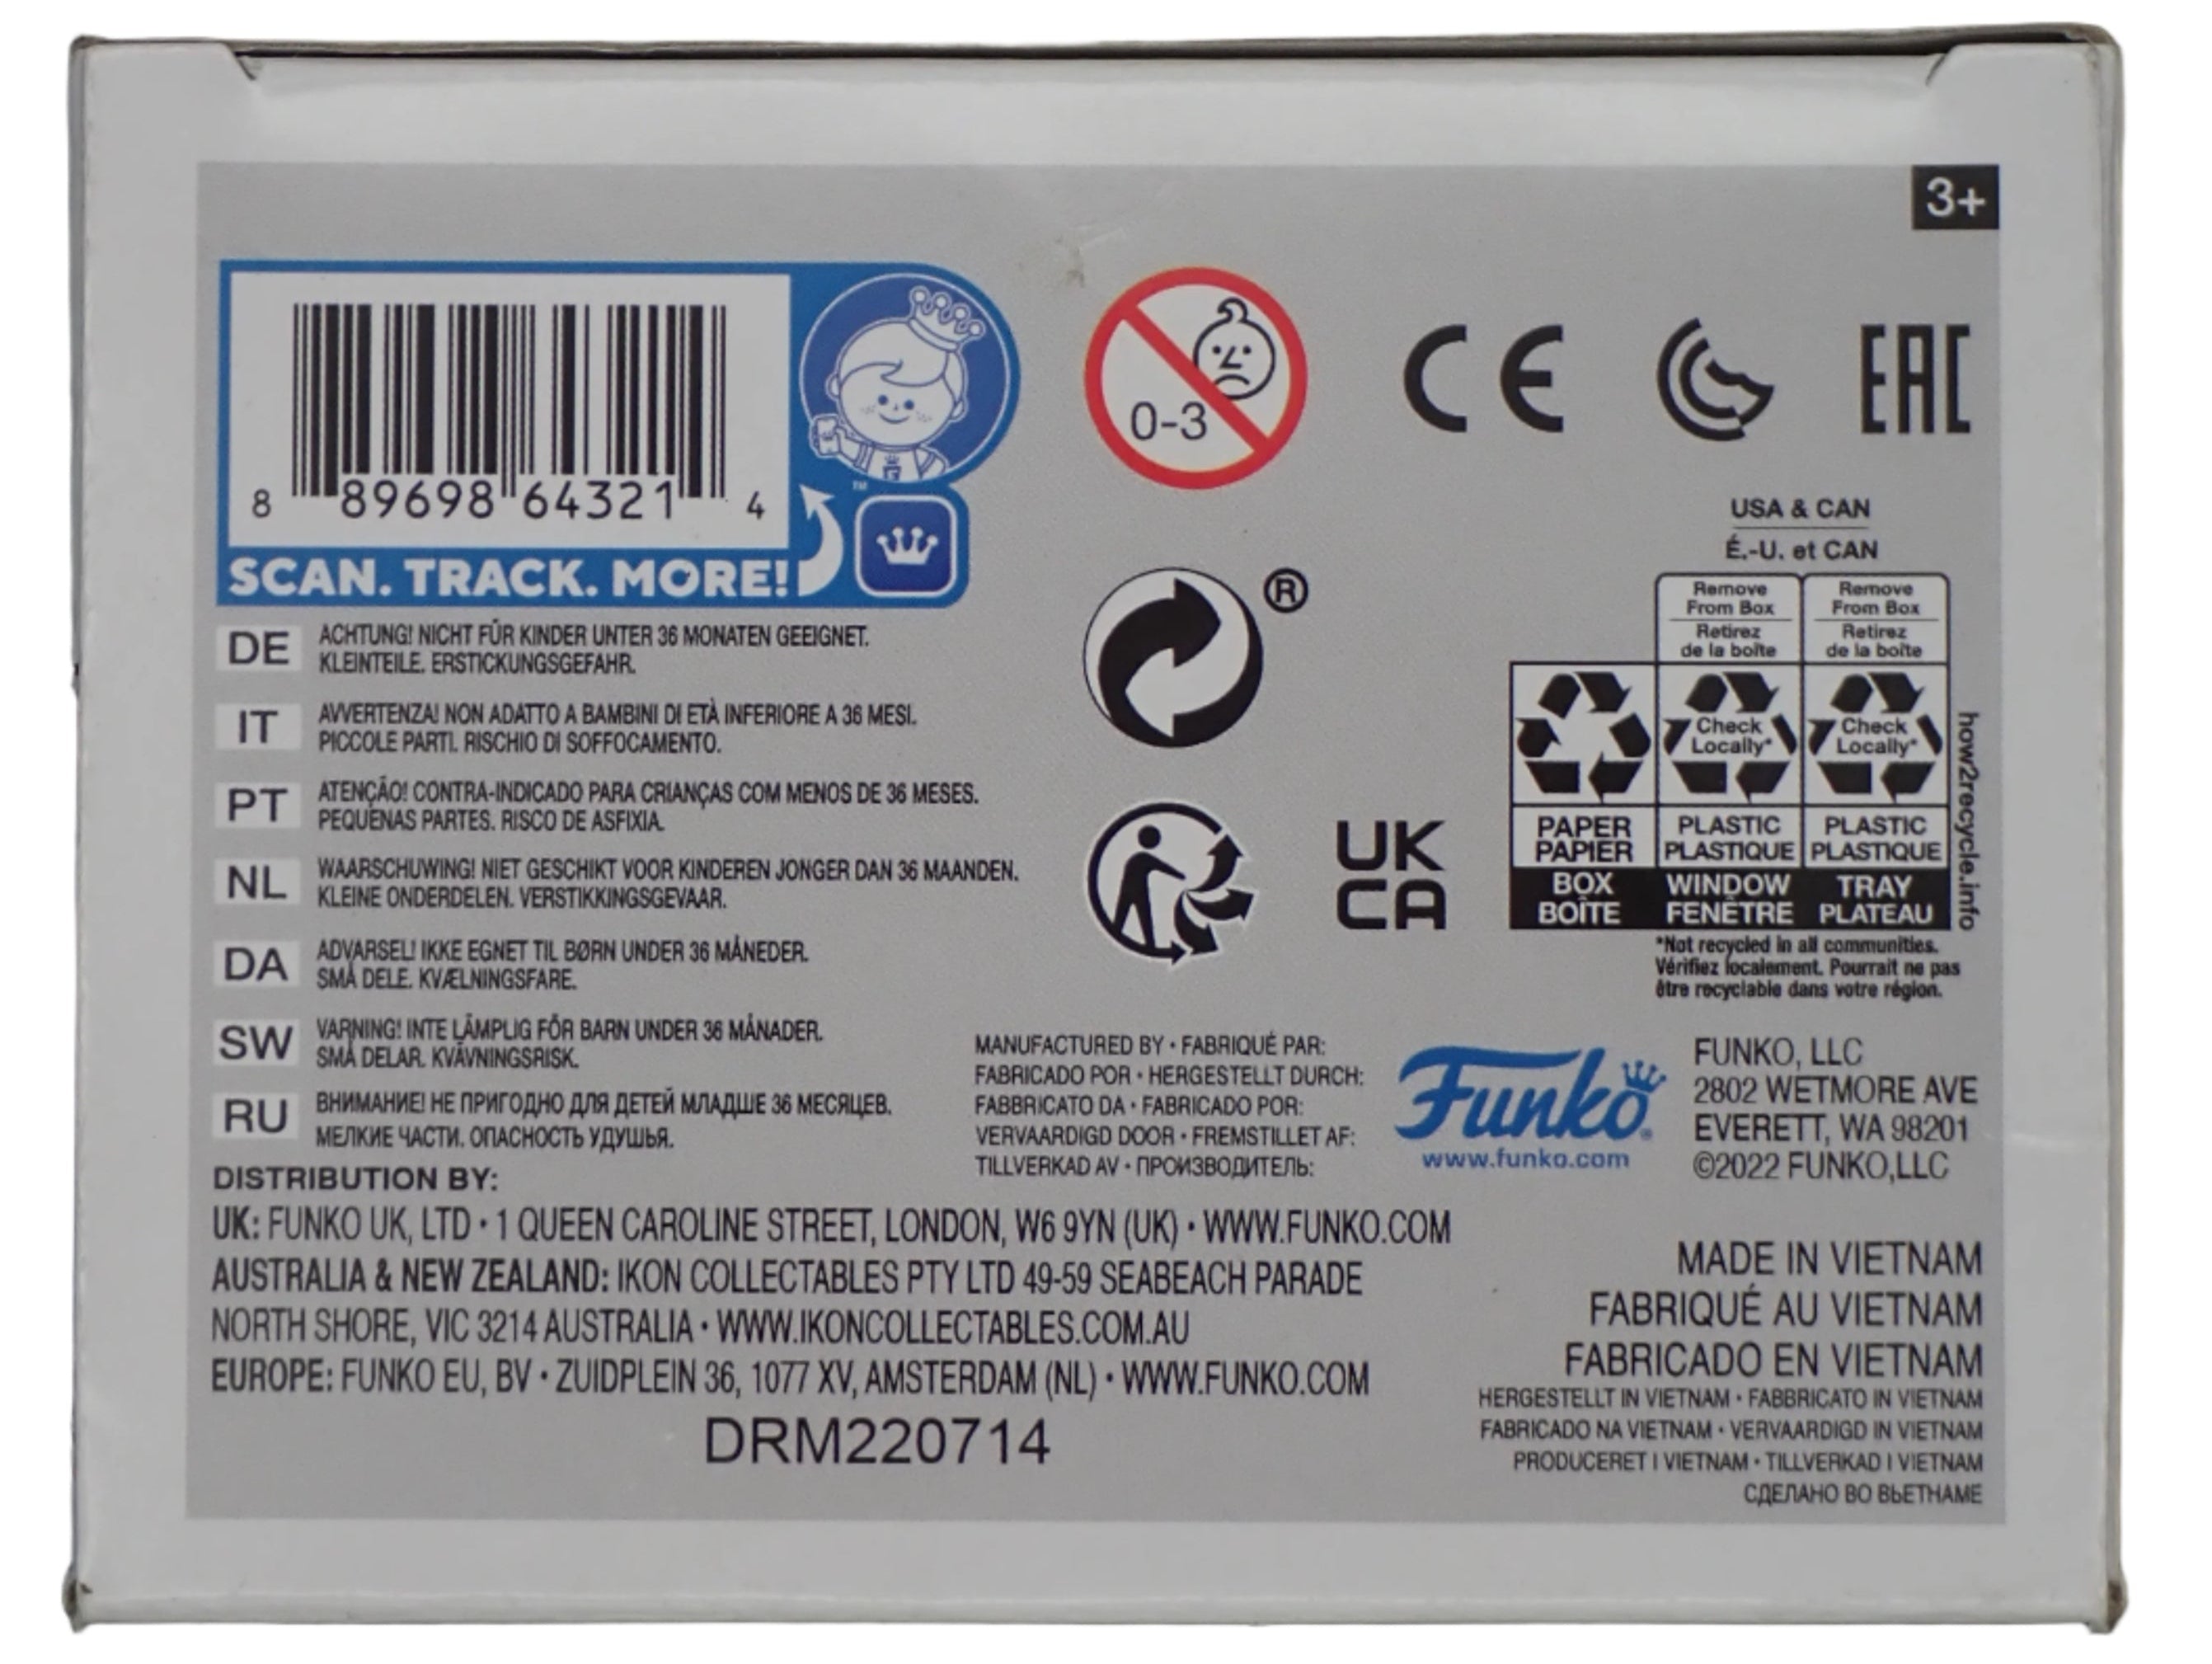 3+
8 89698 64321 4
™
SCAN. TRACK. MORE!
0-3
CE
EAC
®
UK
CA
USA & CAN
É.-U. et CAN
Remove
From Box
Retirez
de la boîte
Remove
From Box
Retirez
de la boîte
Check
Locally*
Check
Locally*
PAPER
PAPIER
PLASTIC
PLASTIQUE
PLASTIC
PLASTIQUE
BOX
BOÎTE
WINDOW
FENÊTRE
TRAY
PLATEAU
how2recycle.info
*Not recycled in all communities.
Vérifiez localement. Pourrait ne pas
être recyclable dans votre région.
DE ACHTUNG! NICHT FÜR KINDER UNTER 36 MONATEN GEEIGNET.
KLEINTEILE. ERSTICKUNGSGEFAHR.
IT AVVERTENZA! NON ADATTO A BAMBINI DI ETÀ INFERIORE A 36 MESI.
PICCOLE PARTI. RISCHIO DI SOFFOCAMENTO.
PT ATENÇÃO! CONTRA-INDICADO PARA CRIANÇAS COM MENOS DE 36 MESES.
PEQUENAS PARTES. RISCO DE ASFIXIA.
NL WAARSCHUWING! NIET GESCHIKT VOOR KINDEREN JONGER DAN 36 MAANDEN.
KLEINE ONDERDELEN. VERSTIKKINGSGEVAAR.
DA ADVARSEL! IKKE EGNET TIL BØRN UNDER 36 MÅNEDER.
SMÅ DELE. KVÆLNINGSFARE.
SW VARNING! INTE LÄMPLIG FÖR BARN UNDER 36 MÅNADER.
SMÅ DELAR. KVÄVNINGSRISK.
RU ВНИМАНИЕ! НЕ ПРИГОДНО ДЛЯ ДЕТЕЙ МЛАДШЕ 36 МЕСЯЦЕВ.
МЕЛКИЕ ЧАСТИ. ОПАСНОСТЬ УДУШЬЯ.
MANUFACTURED BY • FABRIQUÉ PAR:
FABRICADO POR • HERGESTELLT DURCH:
FABBRICATO DA • FABRICADO POR:
VERVAARDIGD DOOR • FREMSTILLET AF:
TILLVERKAD AV • ПРОИЗВОДИТЕЛЬ:
Funko®
www.funko.com
FUNKO, LLC
2802 WETMORE AVE
EVERETT, WA 98201
©2022 FUNKO,LLC
DISTRIBUTION BY:
UK: FUNKO UK, LTD • 1 QUEEN CAROLINE STREET, LONDON, W6 9YN (UK) • WWW.FUNKO.COM
AUSTRALIA & NEW ZEALAND: IKON COLLECTABLES PTY LTD 49-59 SEABEACH PARADE
NORTH SHORE, VIC 3214 AUSTRALIA • WWW.IKONCOLLECTABLES.COM.AU
EUROPE: FUNKO EU, BV • ZUIDPLEIN 36, 1077 XV, AMSTERDAM (NL) • WWW.FUNKO.COM
DRM220714
MADE IN VIETNAM
FABRIQUÉ AU VIETNAM
FABRICADO EN VIETNAM
HERGESTELLT IN VIETNAM • FABBRICATO IN VIETNAM
FABRICADO NA VIETNAM • VERVAARDIGD IN VIETNAM
PRODUCERET I VIETNAM • TILLVERKAD I VIETNAM
СДЕЛАНО ВО ВЬЕТНАМЕ